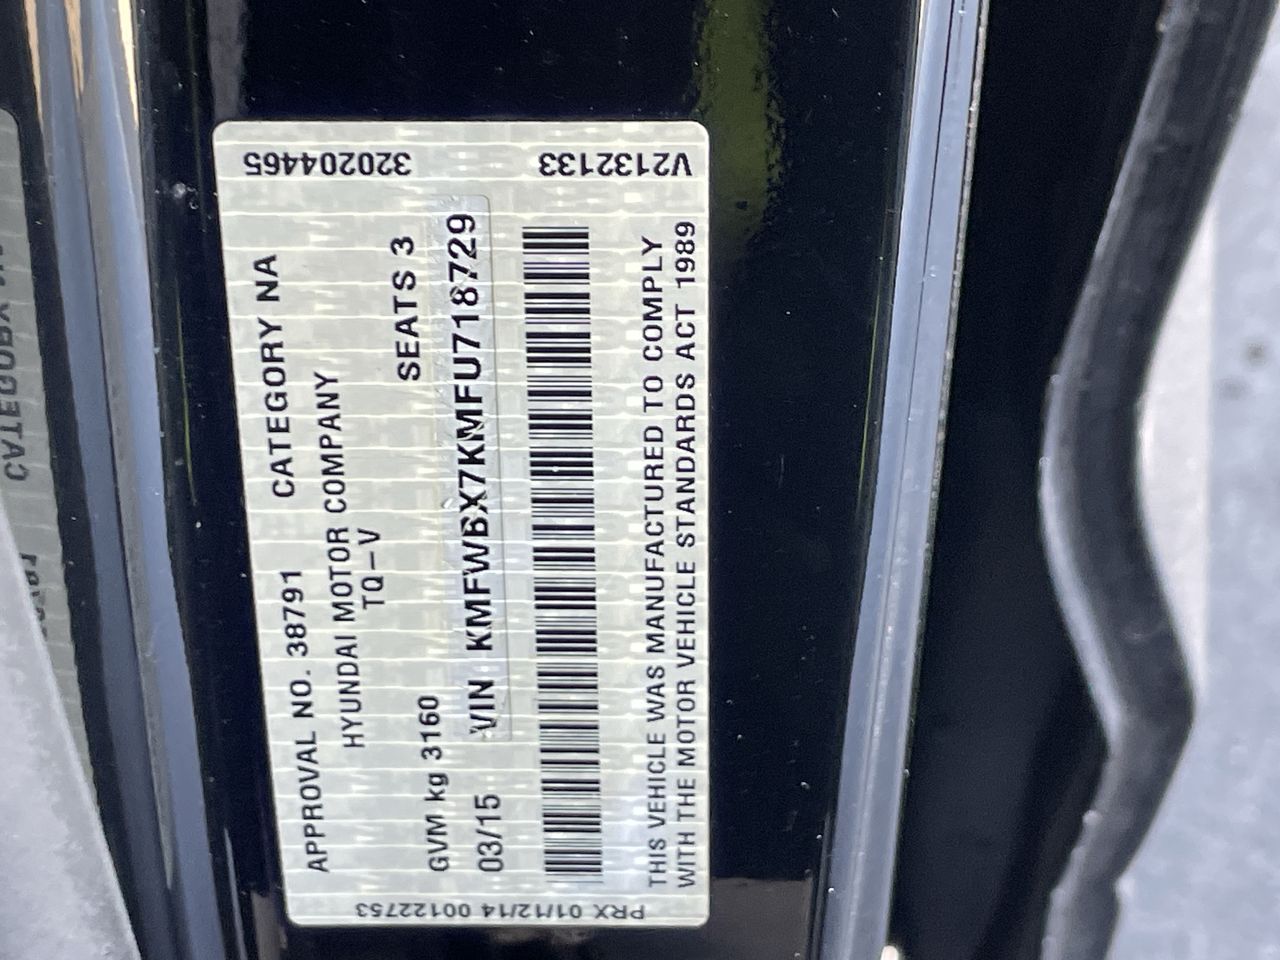 APPROVAL NO. 38791 CATEGORY NA
HYUNDAI MOTOR COMPANY
TQ-V
GVM kg 3160 SEATS 3
03/15 VIN KMFWBX7KMFU718729
THIS VEHICLE WAS MANUFACTURED TO COMPLY
WITH THE MOTOR VEHICLE STANDARDS ACT 1989
320204465
V2132133
PRX 01/12/14 00122753